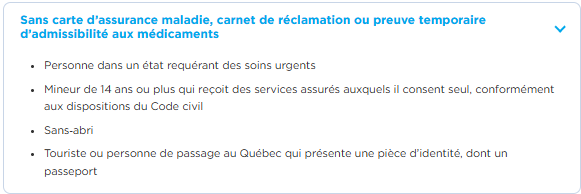 Sans carte d’assurance maladie, carnet de réclamation ou preuve temporaire
d’admissibilité aux médicaments
• Personne dans un état requérant des soins urgents
• Mineur de 14 ans ou plus qui reçoit des services assurés auxquels il consent seul, conformément
aux dispositions du Code civil
• Sans-abri
• Touriste ou personne de passage au Québec qui présente une pièce d'identité, dont un
passeport